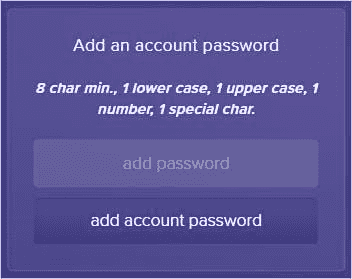 Add an account password
8 char min., 1 lower case, 1 upper case, 1
number, 1 special char.
add password
add account password